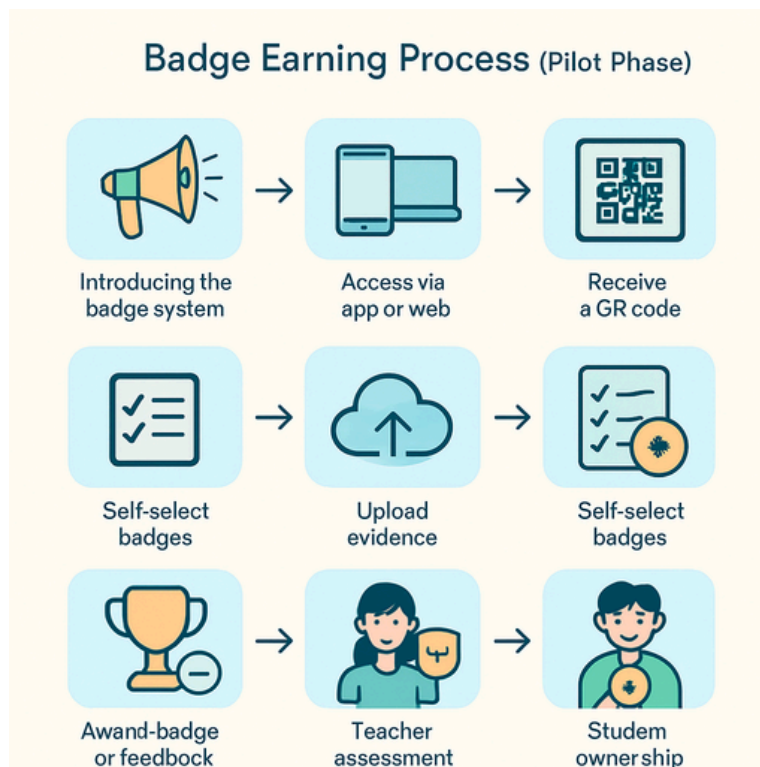 Badge Earning Process (Pilot Phase)
Introducing the
badge system
Access via
app or web
Receive
a GR code
Self-select
badges
Upload
evidence
Self-select
badges
Awand-badge
or feedbock
Teacher
assessment
Studem
ownership